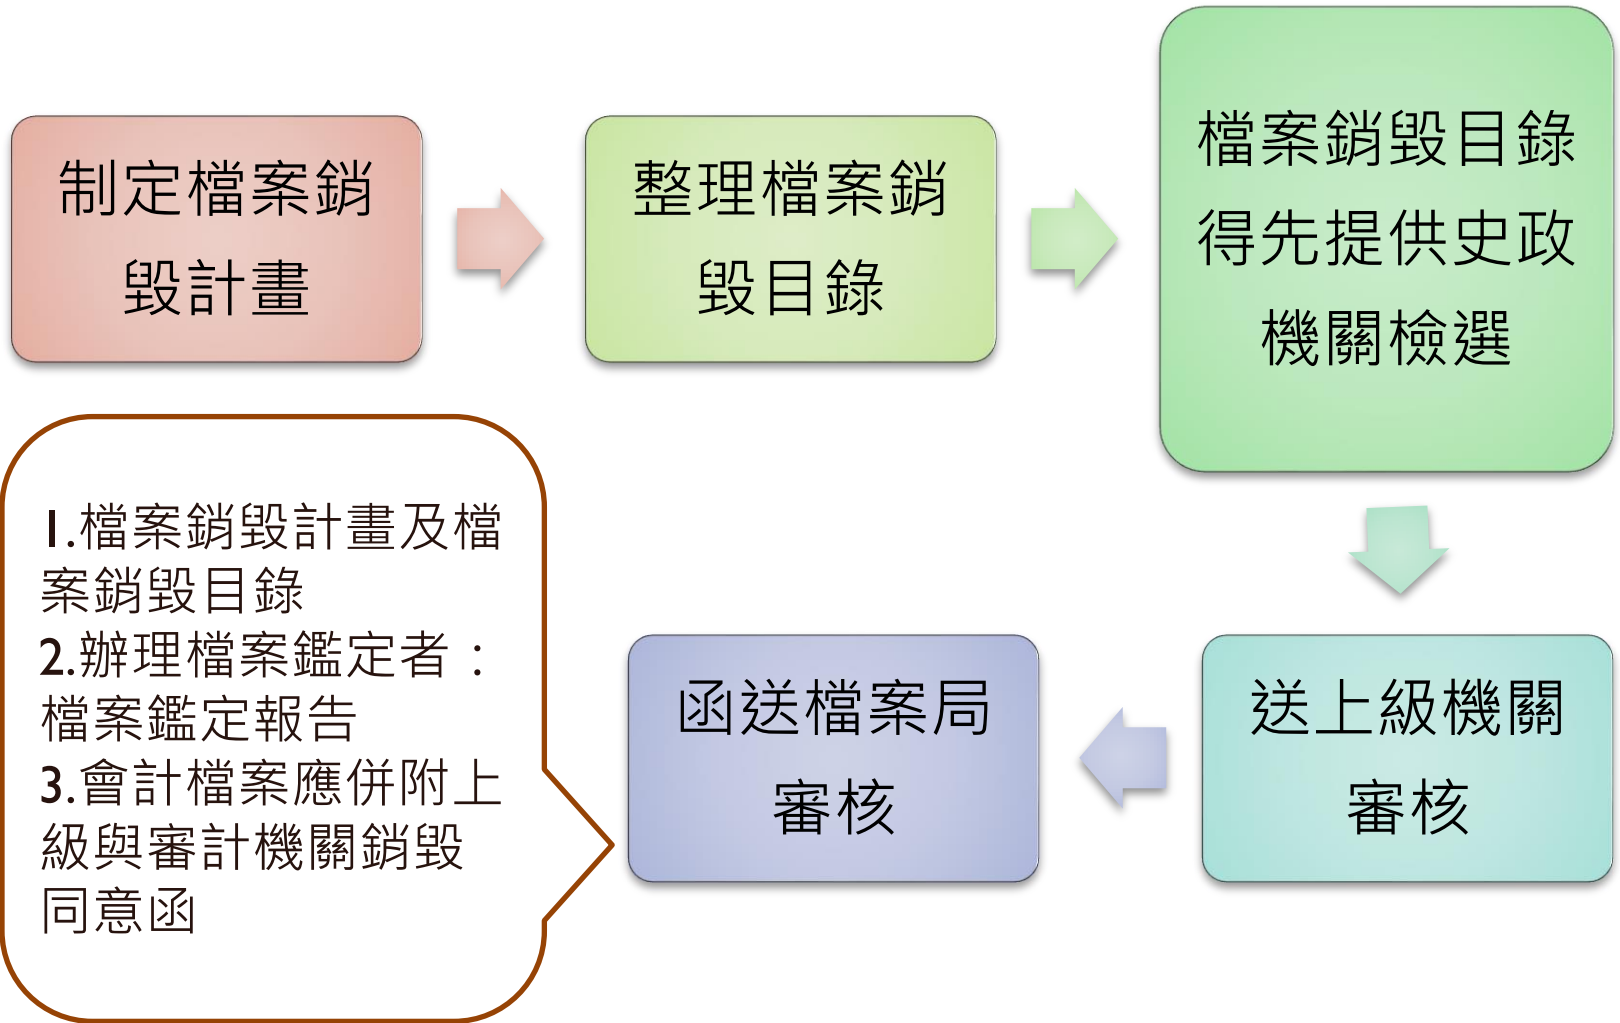 制定檔案銷
毀計畫
整理檔案銷
毀目錄
檔案銷毀目錄
得先提供史政
機關檢選
送上級機關
審核
函送檔案局
審核
1.檔案銷毀計畫及檔
案銷毀目錄
2.辦理檔案鑑定者：
檔案鑑定報告
3.會計檔案應併附上
級與審計機關銷毀
同意函